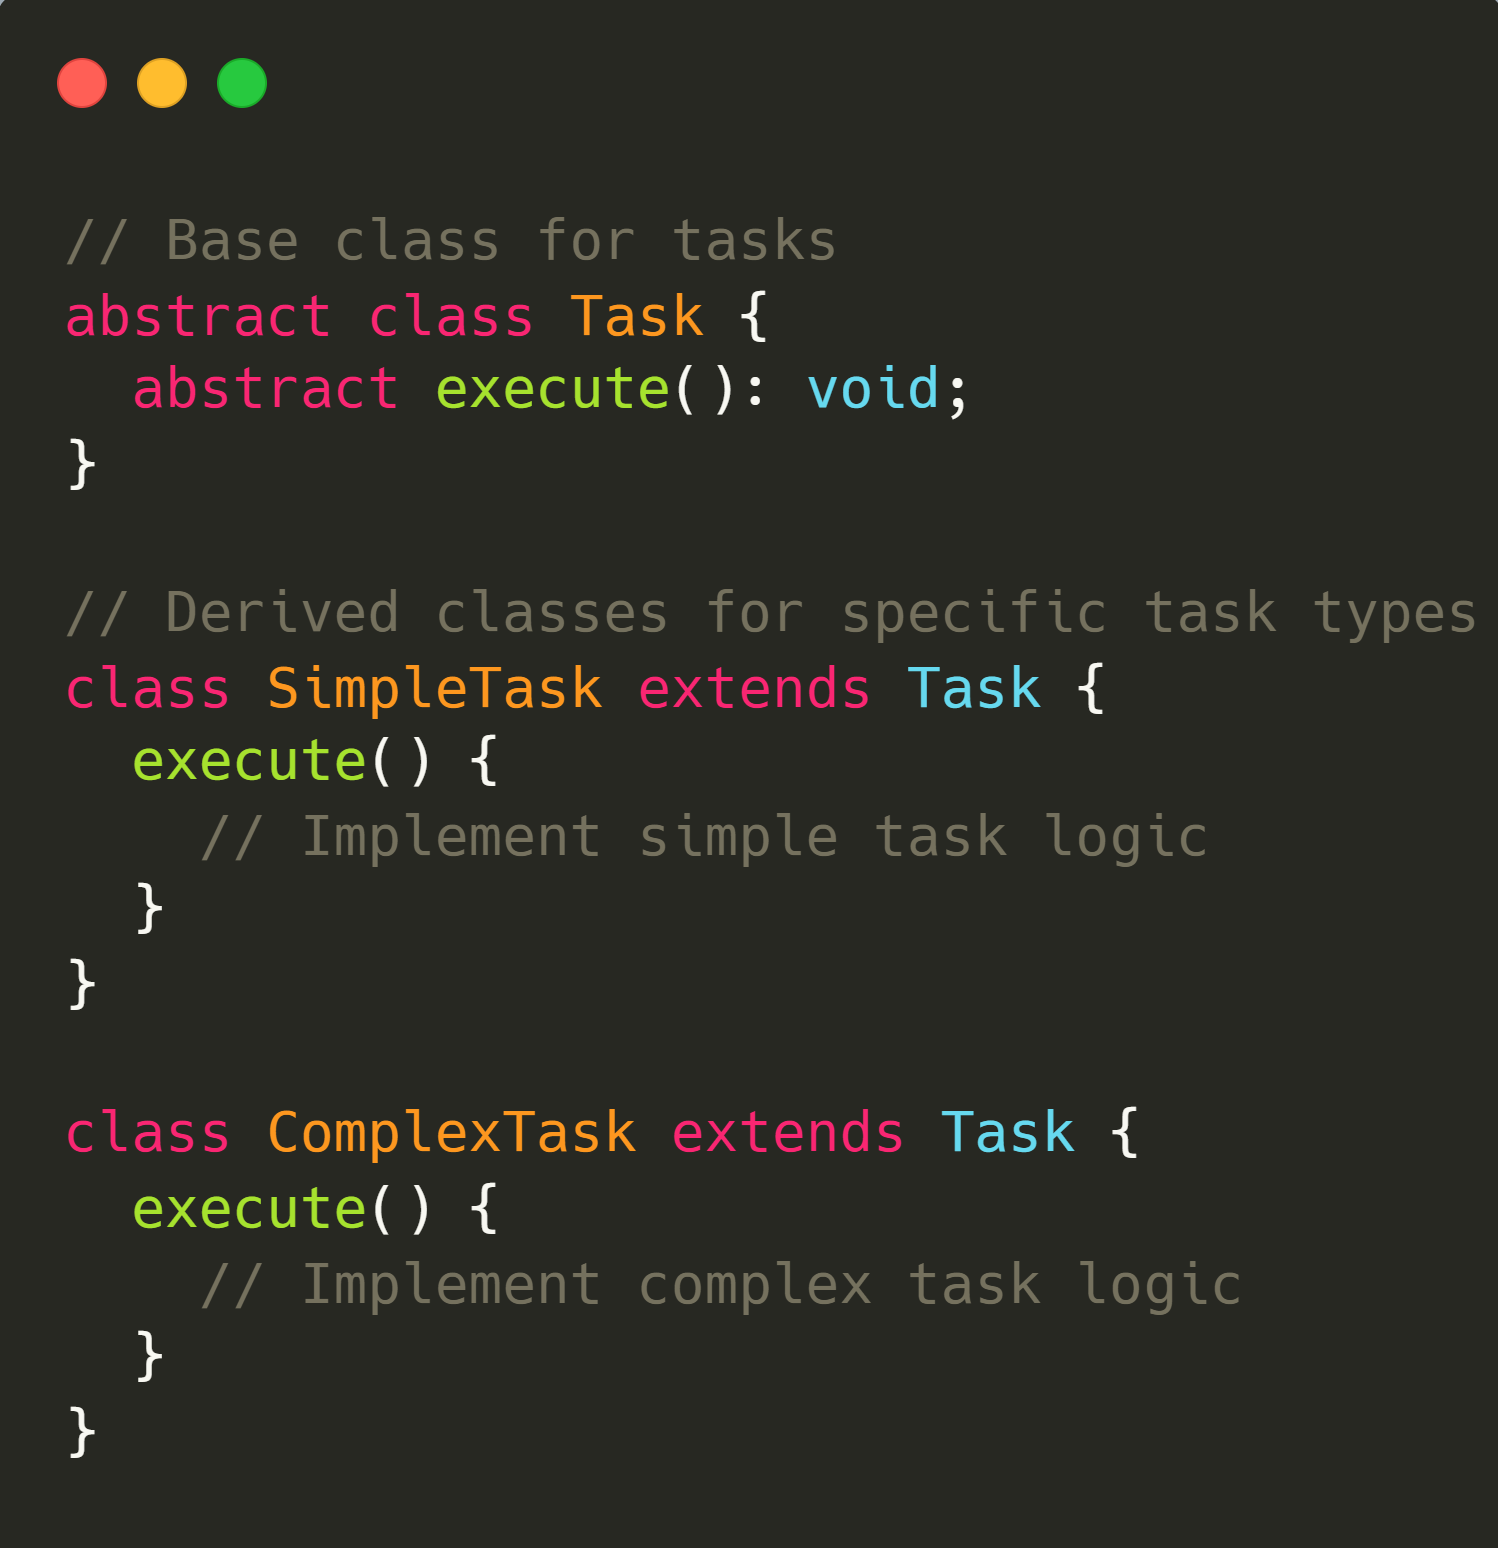 // Base class for tasks
abstract class Task {
  abstract execute(): void;
}

// Derived classes for specific task types
class SimpleTask extends Task {
  execute() {
    // Implement simple task logic
  }
}

class ComplexTask extends Task {
  execute() {
    // Implement complex task logic
  }
}